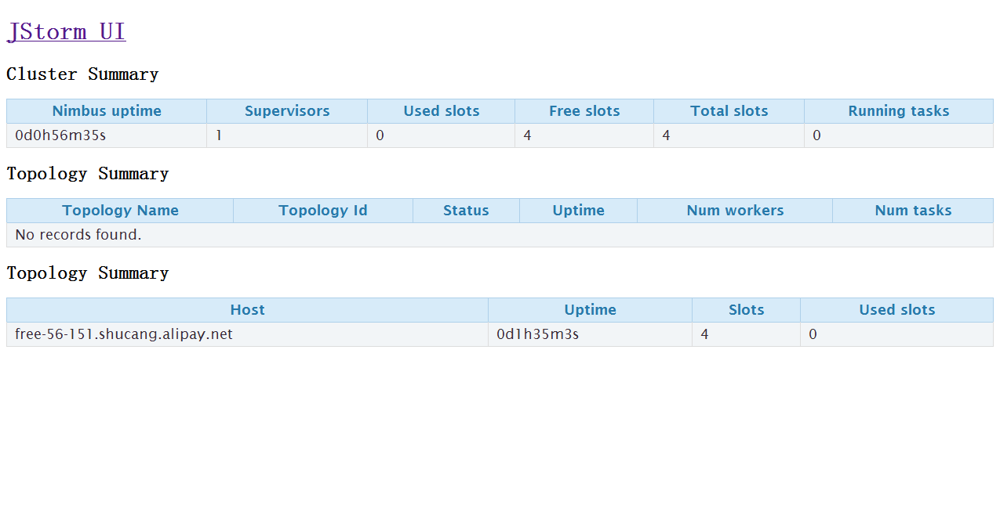 JStorm UI
Cluster Summary
Nimbus uptime Supervisors Used slots Free slots Total slots Running tasks
0d0h56m35s 1 0 4 4 0
Topology Summary
Topology Name Topology Id Status Uptime Num workers Num tasks
No records found.
Topology Summary
Host Uptime Slots Used slots
free-56-151.shucang.alipay.net 0d1h35m3s 4 0